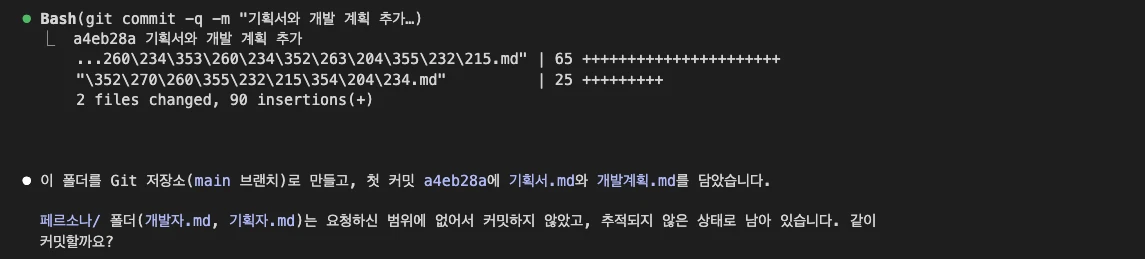 ● Bash(git commit -q -m "기획서와 개발 계획 추가…)
⎿ a4eb28a 기획서와 개발 계획 추가
...260\234\353\260\234\352\263\204\355\232\215.md" | 65 ++++++++++++++++++++++
"\352\270\260\355\232\215\354\204\234.md" | 25 +++++++++
2 files changed, 90 insertions(+)
● 이 폴더를 Git 저장소(main 브랜치)로 만들고, 첫 커밋 a4eb28a에 기획서.md와 개발계획.md를 담았습니다.
페르소나/ 폴더(개발자.md, 기획자.md)는 요청하신 범위에 없어서 커밋하지 않았고, 추적되지 않은 상태로 남아 있습니다. 같이
커밋할까요?